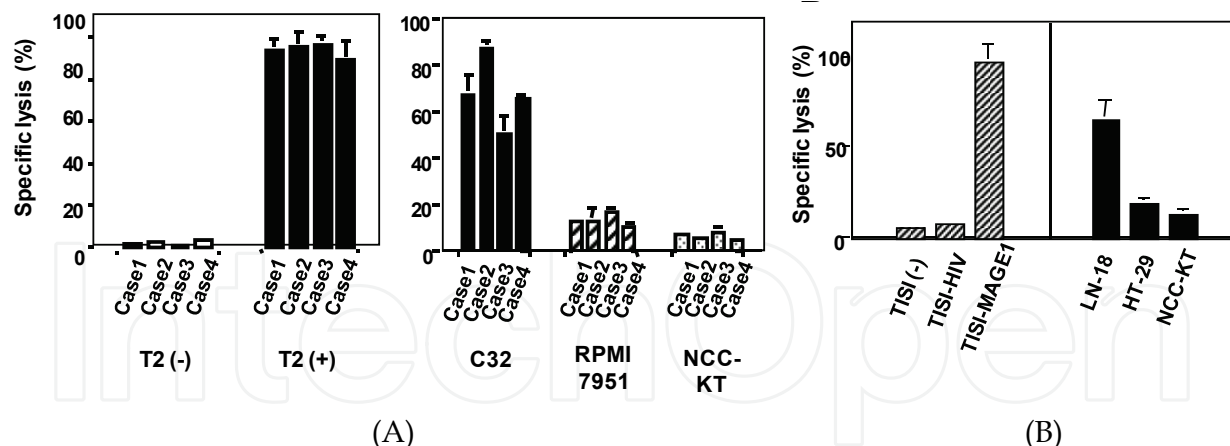 Specific lysis (%)
100
80
60
40
20
0
Case1
Case2
Case3
Case4
T2 (-)
Case1
Case2
Case3
Case4
T2 (+)
100
80
60
40
20
0
Case1
Case2
Case3
Case4
C32
Case1
Case2
Case3
Case4
RPMI
7951
Case1
Case2
Case3
Case4
NCC-
KT
(A)
Specific lysis (%)
100
50
0
TISI (-)
TISI-HIV
TISI-MAGE1
LN-18
HT-29
NCC-KT
(B)
IntechOpen